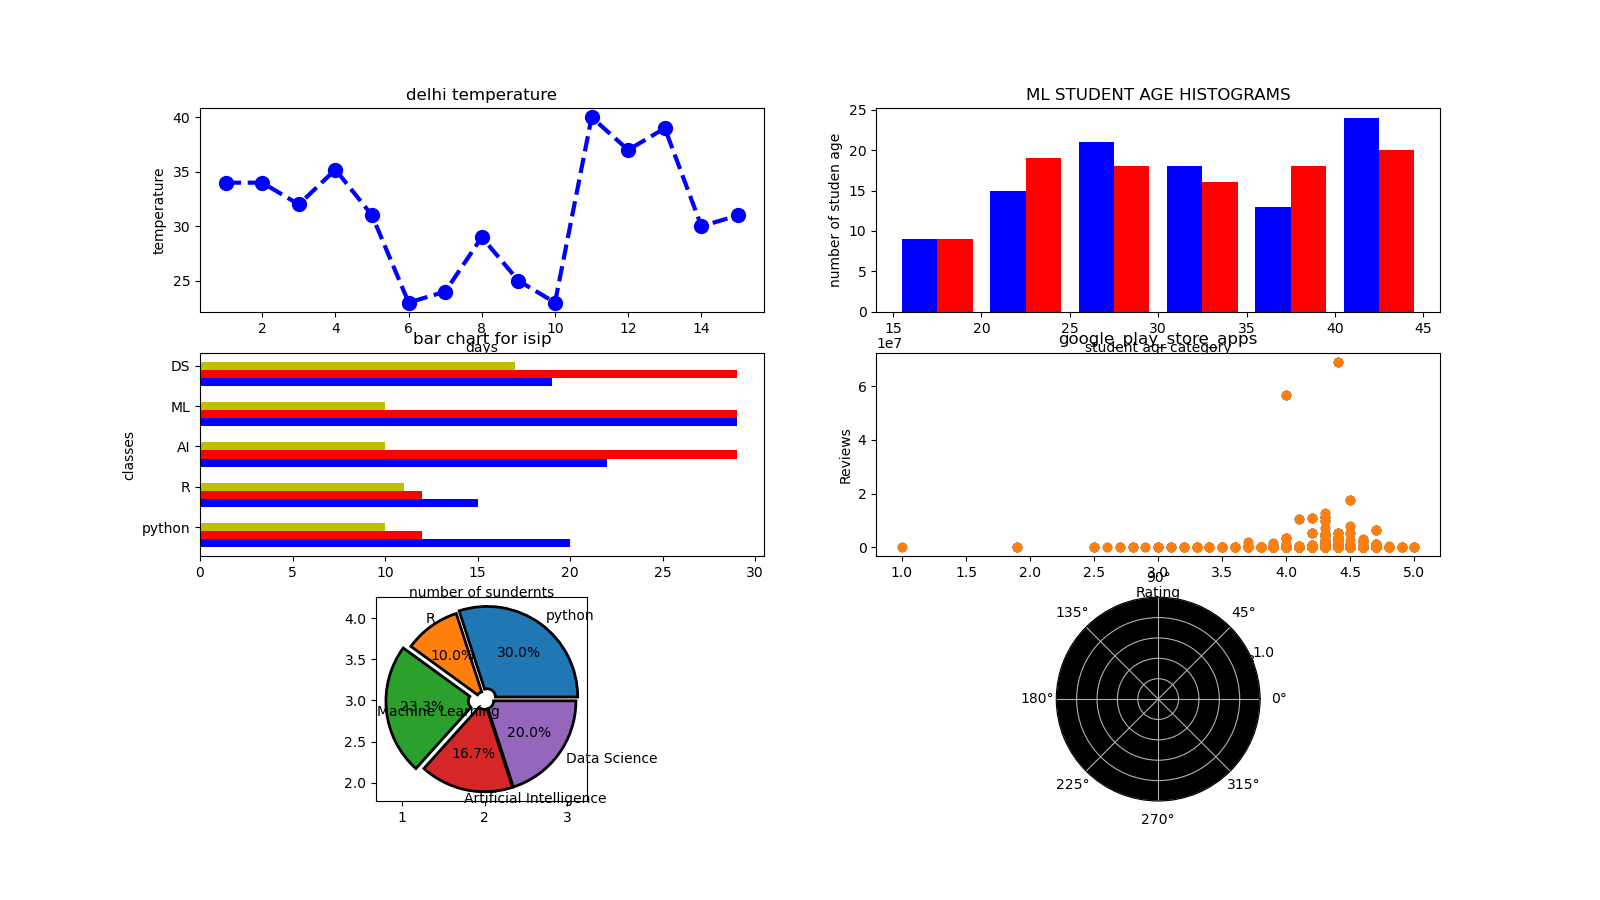 delhi temperature
temperature
40
35
30
25
2 4 6 8 10 12 14
days
ML STUDENT AGE HISTOGRAMS
number of studen age
25
20
15
10
5
0
15 20 25 30 35 40 45
bar chart for isip
classes
DS
ML
AI
R
python
0 5 10 15 20 25 30
number of sundernts
google_play_store_apps
1e7
Reviews
6
4
2
0
1.0 1.5 2.0 2.5 3.0 3.5 4.0 4.5 5.0
Rating
4.0
3.5
3.0
2.5
2.0
1 2 3
python
R
Machine Learning
Artificial Intelligence
Data Science
30.0%
10.0%
23.3%
16.7%
20.0%
90°
135°
45°
1.0
180°
0°
225°
315°
270°